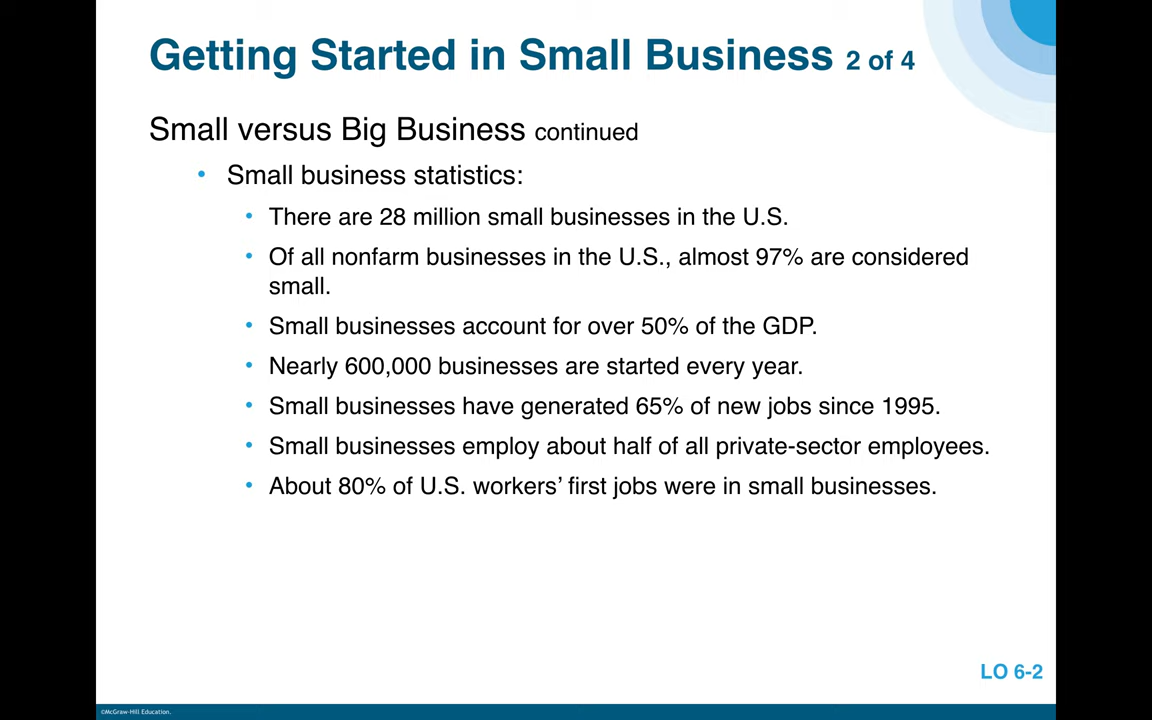 Getting Started in Small Business 2 of 4
Small versus Big Business continued
• Small business statistics:
• There are 28 million small businesses in the U.S.
• Of all nonfarm businesses in the U.S., almost 97% are considered
small.
• Small businesses account for over 50% of the GDP.
• Nearly 600,000 businesses are started every year.
• Small businesses have generated 65% of new jobs since 1995.
• Small businesses employ about half of all private-sector employees.
• About 80% of U.S. workers’ first jobs were in small businesses.
LO 6-2
©McGraw-Hill Education.